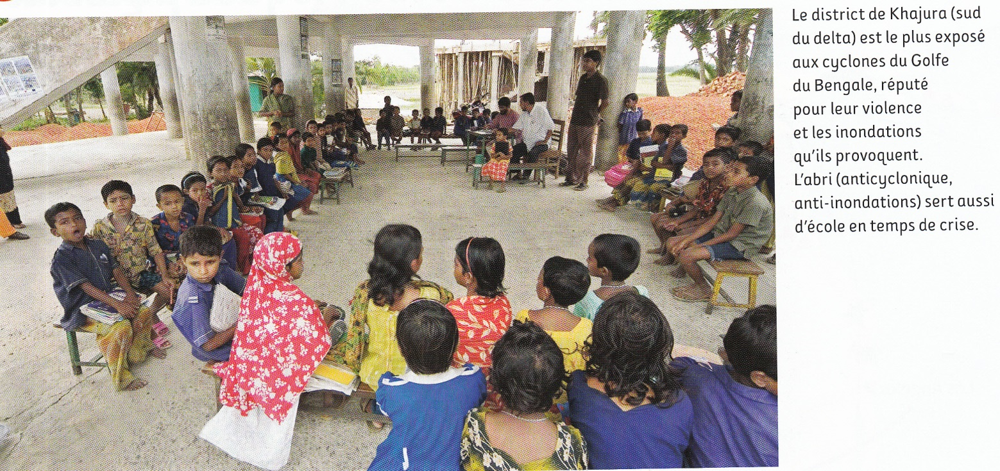 Le district de Khajura (sud
du delta) est le plus exposé
aux cyclones du Golfe
du Bengale, réputé
pour leur violence
et les inondations
qu'ils provoquent.
L'abri (anticyclonique,
anti-inondations) sert aussi
d'école en temps de crise.